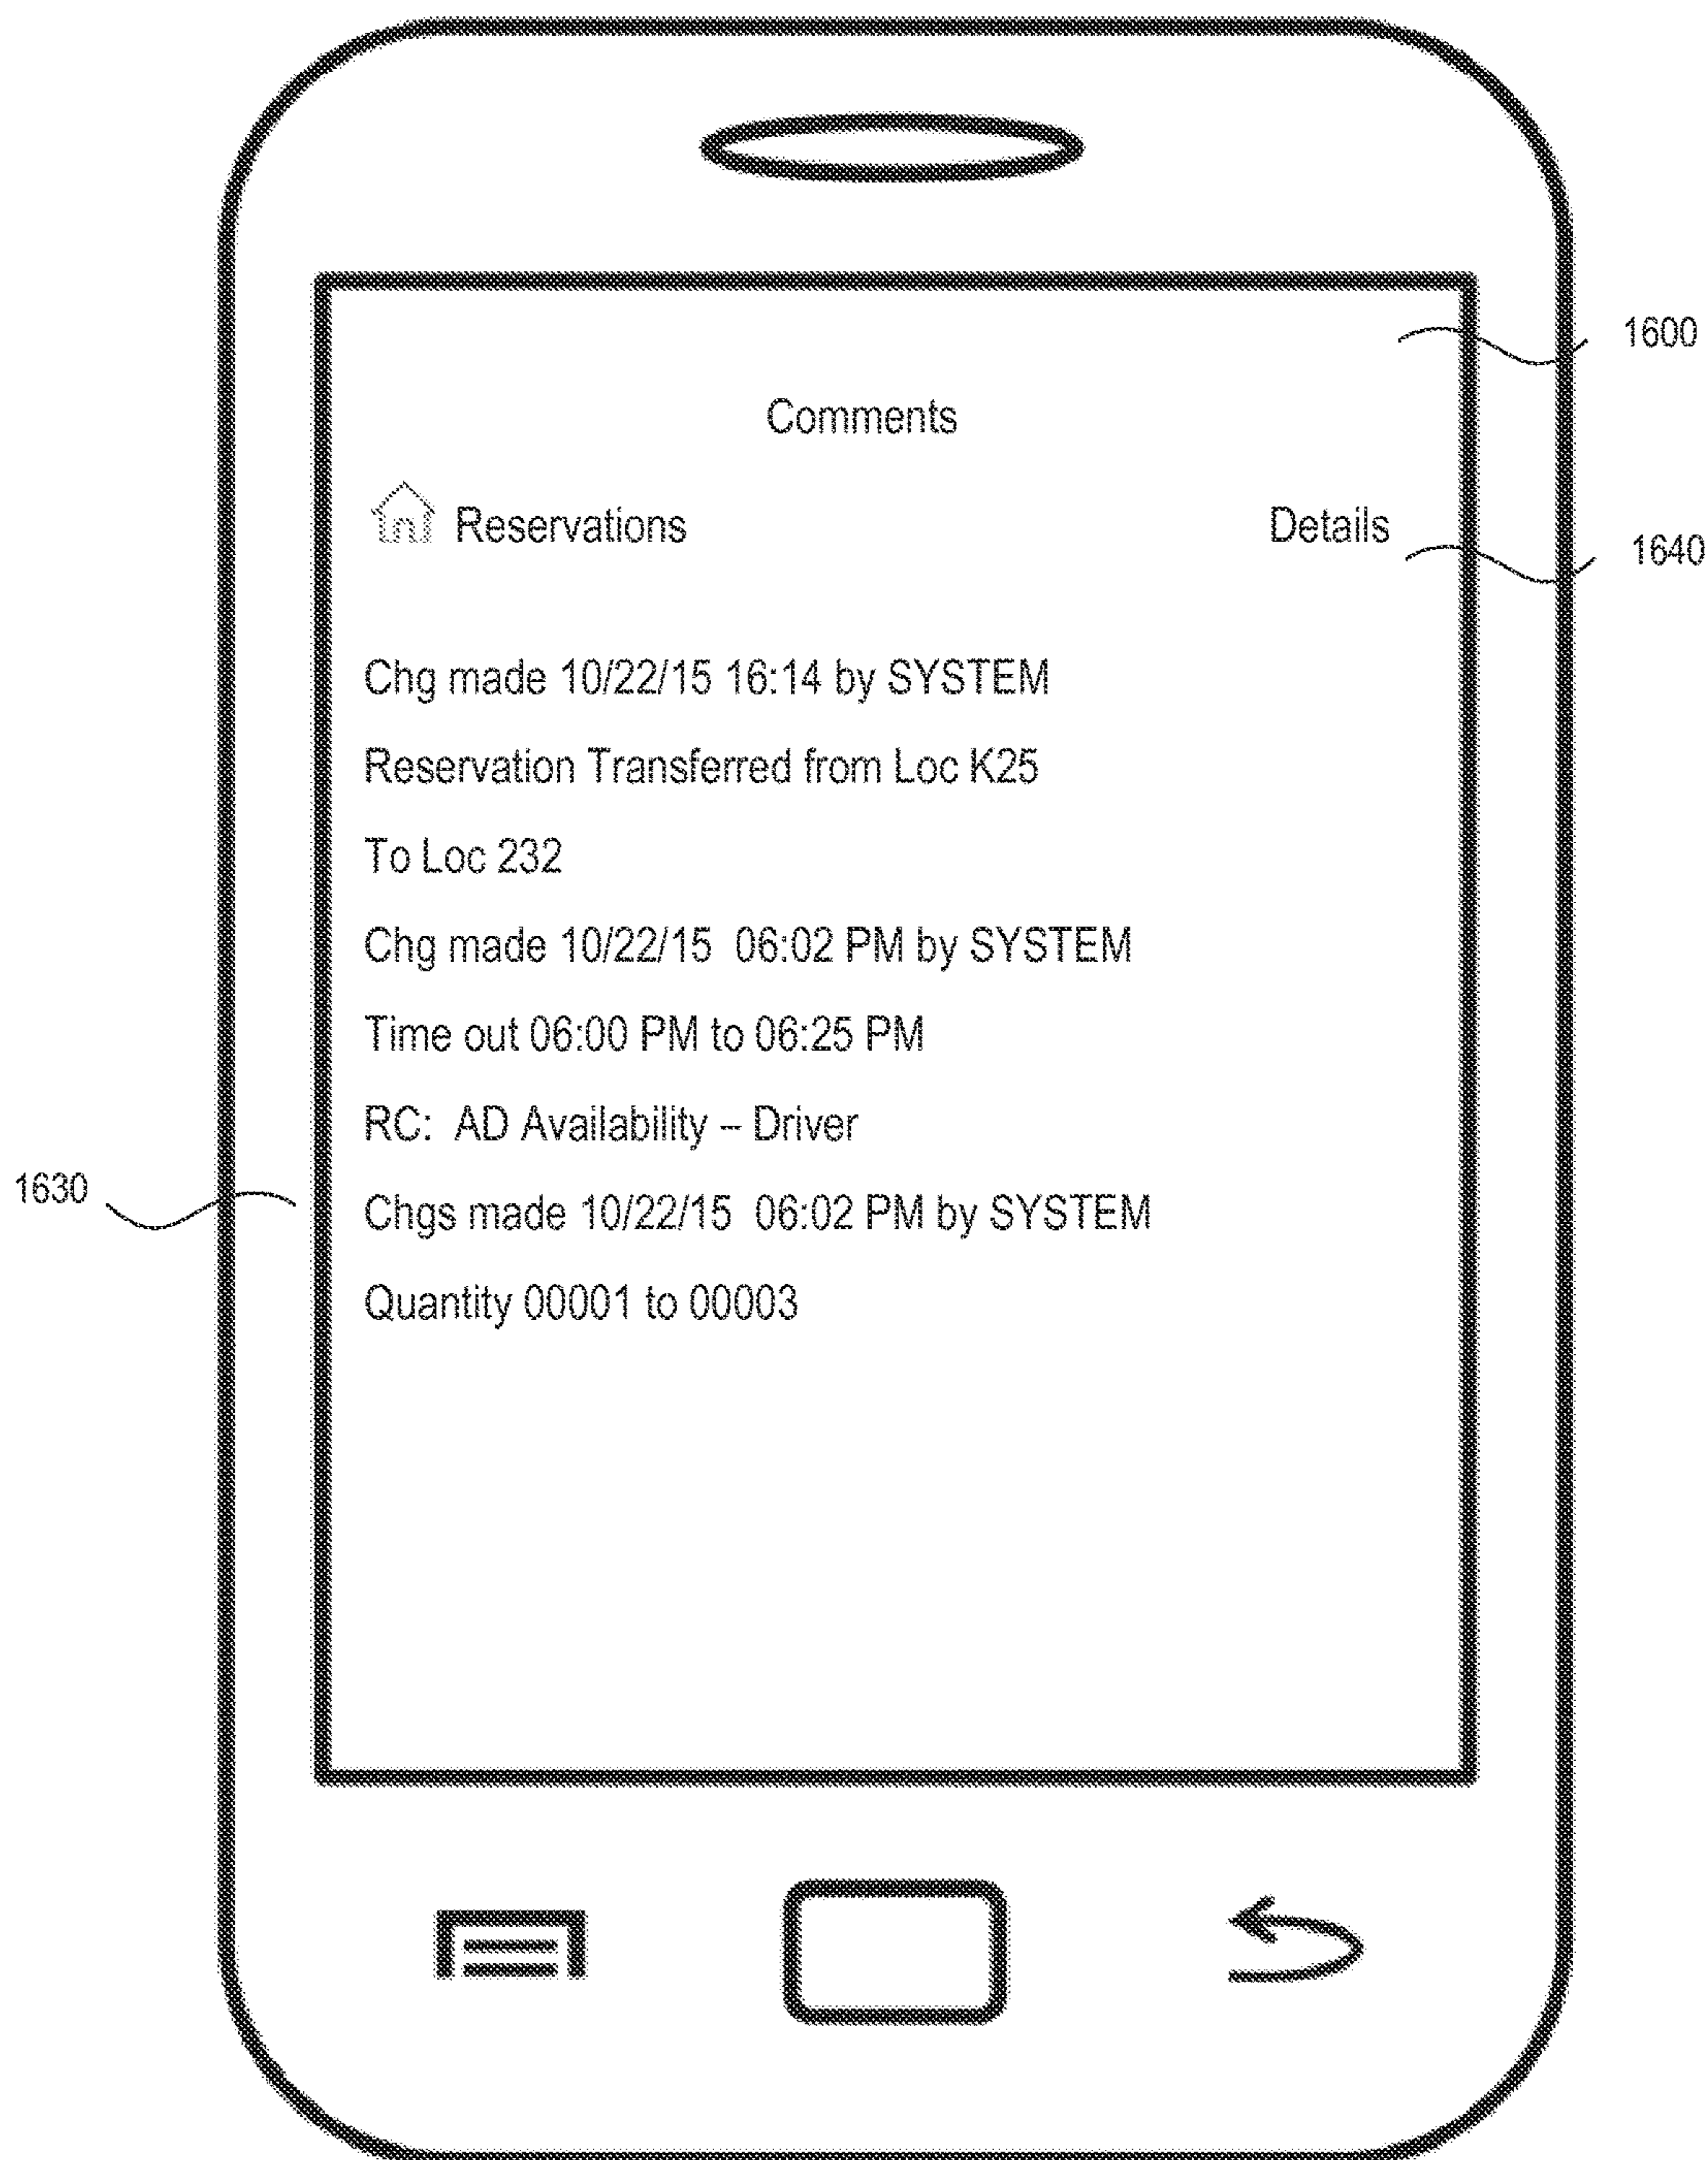 1600
Comments
Reservations Details
1640
Chg made 10/22/15 16:14 by SYSTEM
Reservation Transferred from Loc K25
To Loc 232
Chg made 10/22/15  06:02 PM by SYSTEM
Time out 06:00 PM to 06:25 PM
RC:  AD Availability – Driver
1630
Chgs made 10/22/15  06:02 PM by SYSTEM
Quantity 00001 to 00003